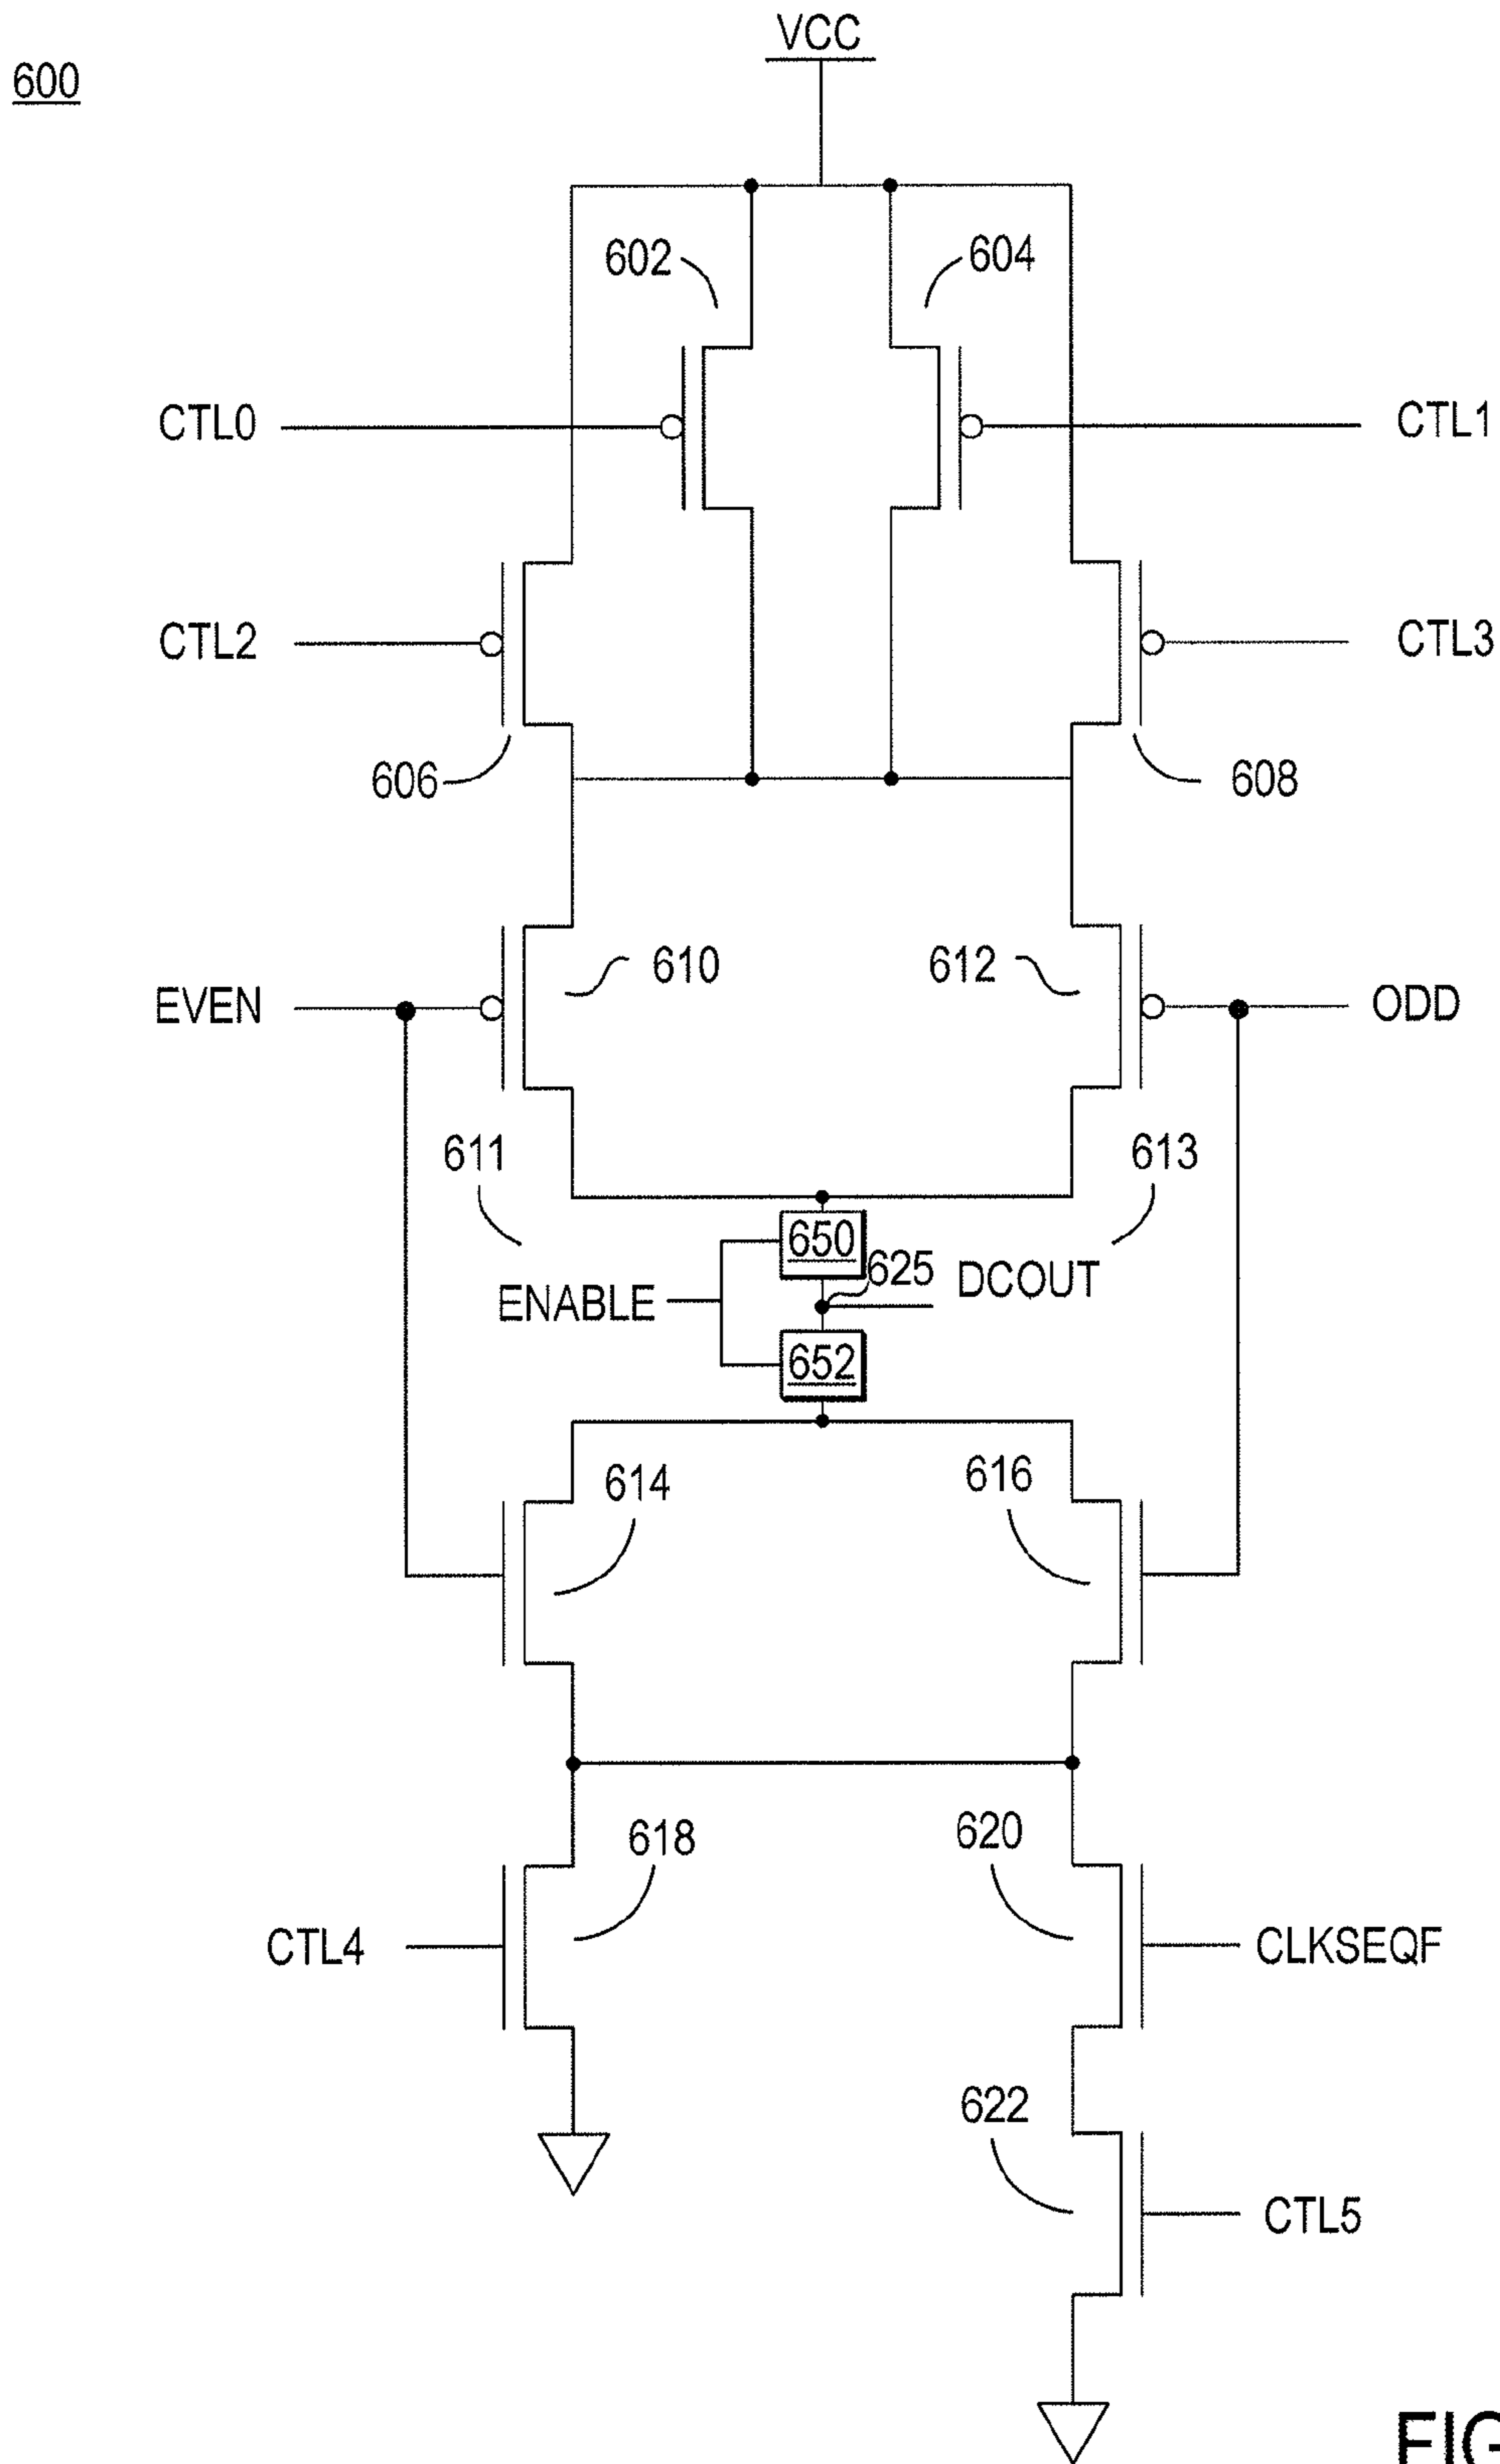 VCC
600
602
604
CTL0
CTL1
CTL2
CTL3
606
608
610
612
EVEN
ODD
611
613
650
625
DCOUT
ENABLE
652
614
616
618
620
CTL4
CLKSEQF
622
CTL5
FIG